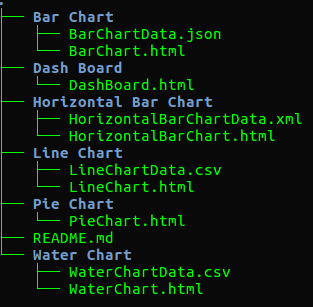 .
├── Bar Chart
│   ├── BarChartData.json
│   └── BarChart.html
├── Dash Board
│   └── DashBoard.html
├── Horizontal Bar Chart
│   ├── HorizontalBarChartData.xml
│   └── HorizontalBarChart.html
├── Line Chart
│   ├── LineChartData.csv
│   └── LineChart.html
├── Pie Chart
│   └── PieChart.html
├── README.md
└── Water Chart
    ├── WaterChartData.csv
    └── WaterChart.html